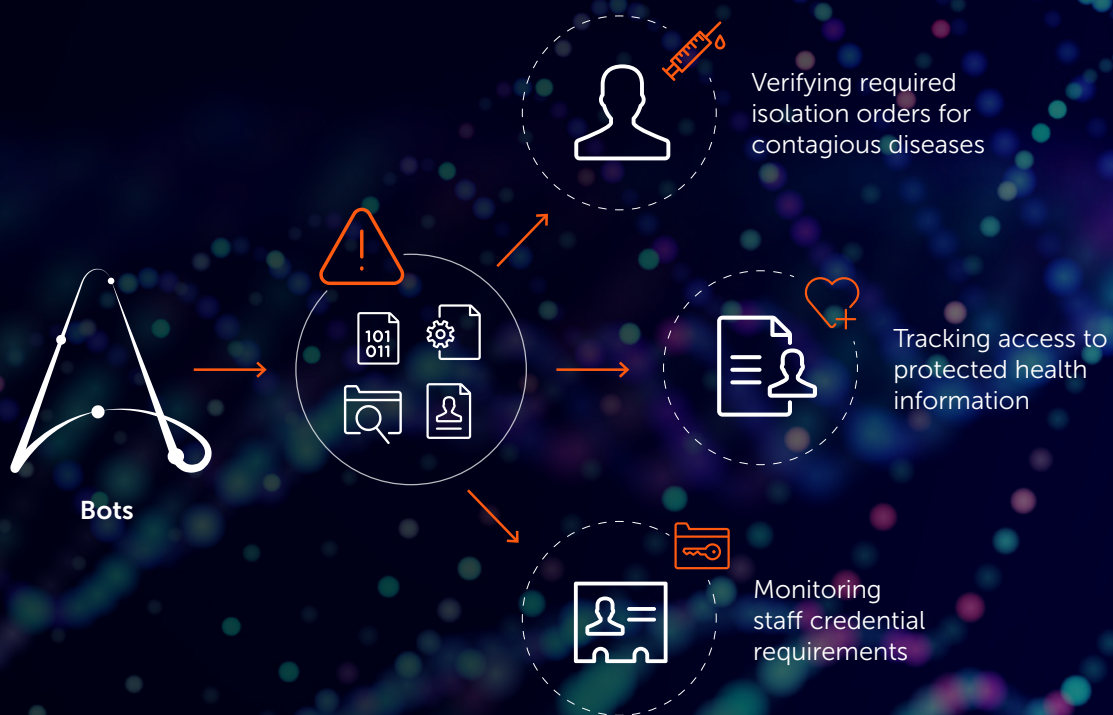 Verifying required
isolation orders for
contagious diseases
101
011
Tracking access to
protected health
information
Bots
Monitoring
staff credential
requirements